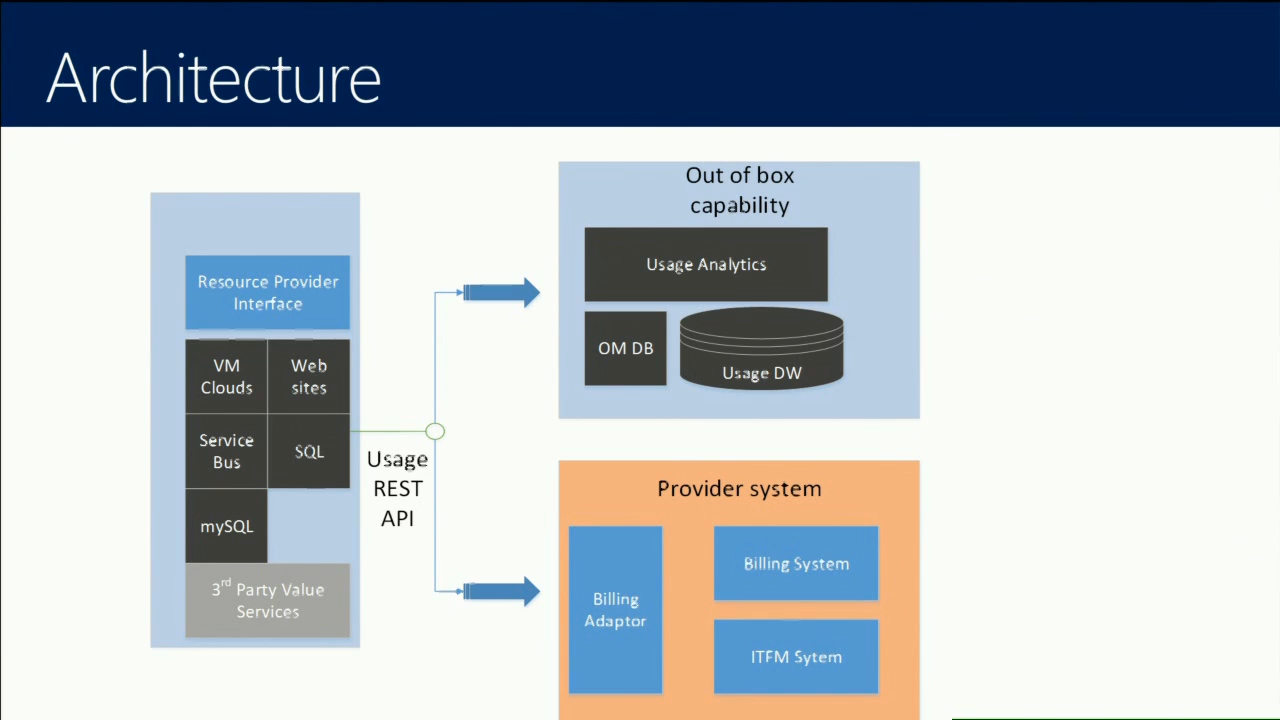 Architecture
Resource Provider
Interface
VM
Clouds
Web
sites
Service
Bus
SQL
mySQL
3rd Party Value
Services
Usage
REST
API
Out of box
capability
Usage Analytics
OM DB
Usage DW
Provider system
Billing
Adaptor
Billing System
ITFM Sytem